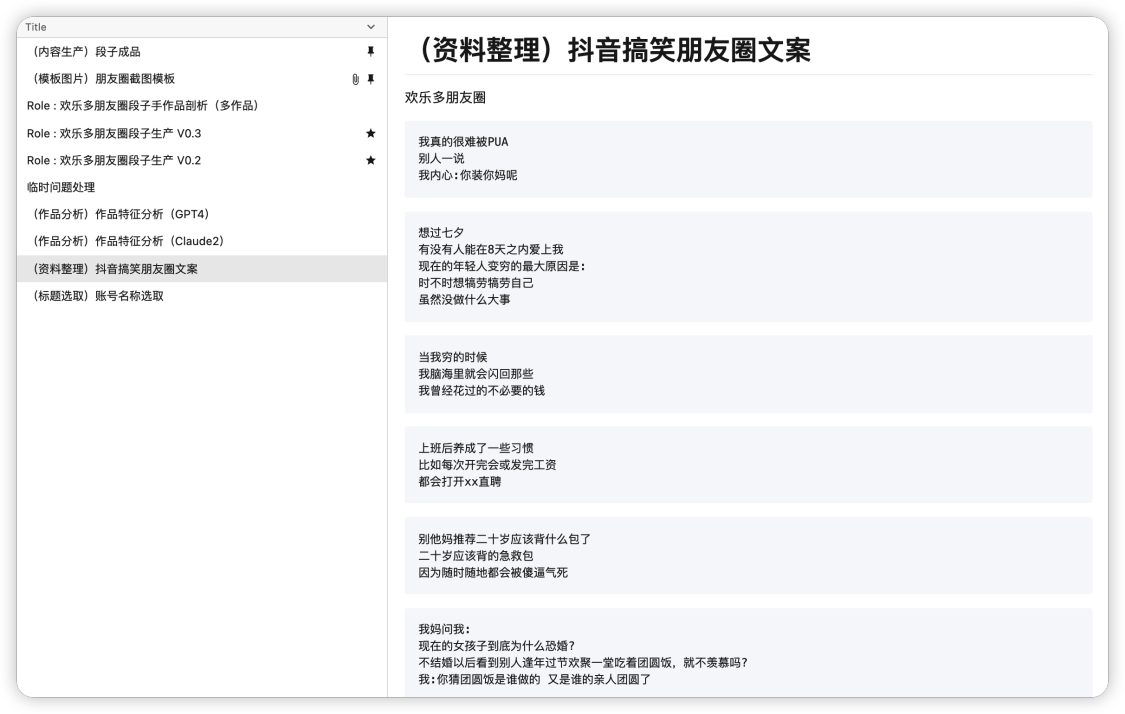 Title
（内容生产）段子成品
（模板图片）朋友圈截图模板
Role : 欢乐多朋友圈段子手作品剖析（多作品）
Role : 欢乐多朋友圈段子生产 V0.3
Role : 欢乐多朋友圈段子生产 V0.2
临时问题处理
（作品分析）作品特征分析（GPT4）
（作品分析）作品特征分析（Claude2）
（资料整理）抖音搞笑朋友圈文案
（标题选取）账号名称选取
（资料整理）抖音搞笑朋友圈文案
欢乐多朋友圈
我真的很难被PUA
别人一说
我内心:你装你妈呢
想过七夕
有没有人能在8天之内爱上我
现在的年轻人变穷的最大原因是:
时不时想犒劳犒劳自己
虽然没做什么大事
当我穷的时候
我脑海里就会闪回那些
我曾经花过的不必要的钱
上班后养成了一些习惯
比如每次开完会或发完工资
都会打开xx直聘
别他妈推荐二十岁应该背什么包了
二十岁应该背的急救包
因为随时随地都会被傻逼气死
我妈问我:
现在的女孩子到底为什么恐婚?
不结婚以后看到别人逢年过节欢聚一堂吃着团圆饭，就不羡慕吗?
我:你猜团圆饭是谁做的 又是谁的亲人团圆了